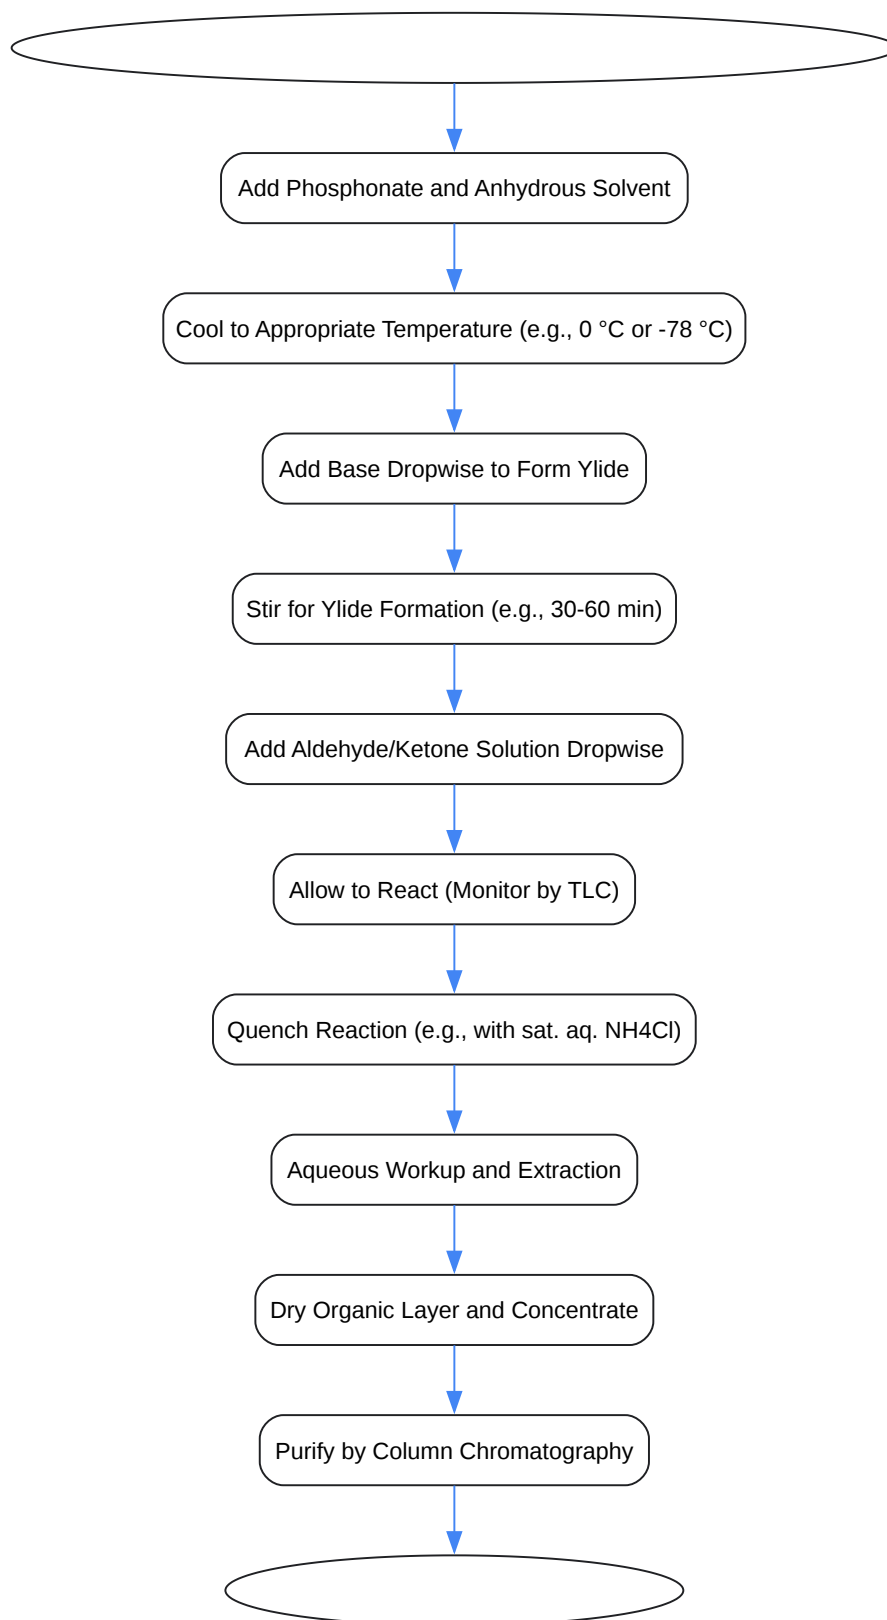 Add Phosphonate and Anhydrous Solvent
Cool to Appropriate Temperature (e.g., 0 °C or -78 °C)
Add Base Dropwise to Form Ylide
Stir for Ylide Formation (e.g., 30-60 min)
Add Aldehyde/Ketone Solution Dropwise
Allow to React (Monitor by TLC)
Quench Reaction (e.g., with sat. aq. NH4Cl)
Aqueous Workup and Extraction
Dry Organic Layer and Concentrate
Purify by Column Chromatography